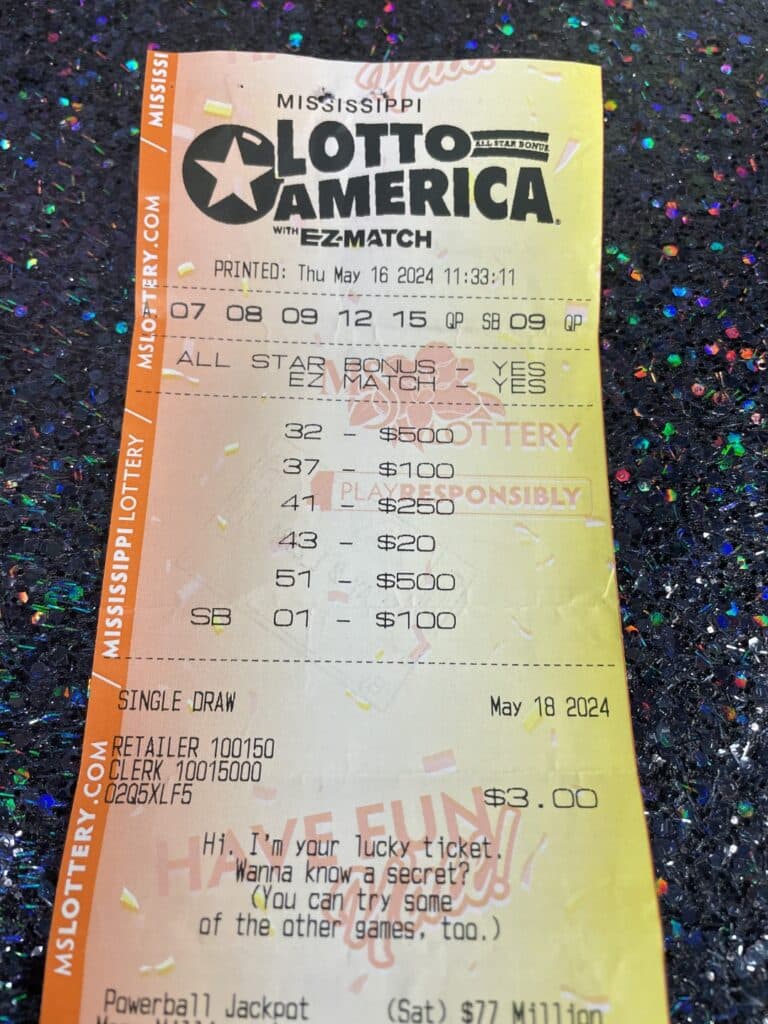 MISSISSIPPI
LOTTO
ALL STAR BONUS
AMERICA
WITH EZ-MATCH
PRINTED: Thu May 16 2024 11:33:11
A 07 08 09 12 15 QP SB 09 QP
ALL STAR BONUS - YES
EZ MATCH - YES
32 - $500
37 - $100
41 - $250
43 - $20
51 - $500
SB 01 - $100
SINGLE DRAW May 18 2024
RETAILER 100150
CLERK 10015000
02Q5XLF5 $3.00
Hi. I'm your lucky ticket.
Wanna know a secret?
(You can try some
of the other games, too.)
Powerball Jackpot (Sat) $77 Million
LOTTERY
PLAY RESPONSIBLY
HAVE FUN
Y'all!
MSLOTTERY.COM / MISSISSIPPI LOTTERY / MSLOTTERY.COM / MISSISSI